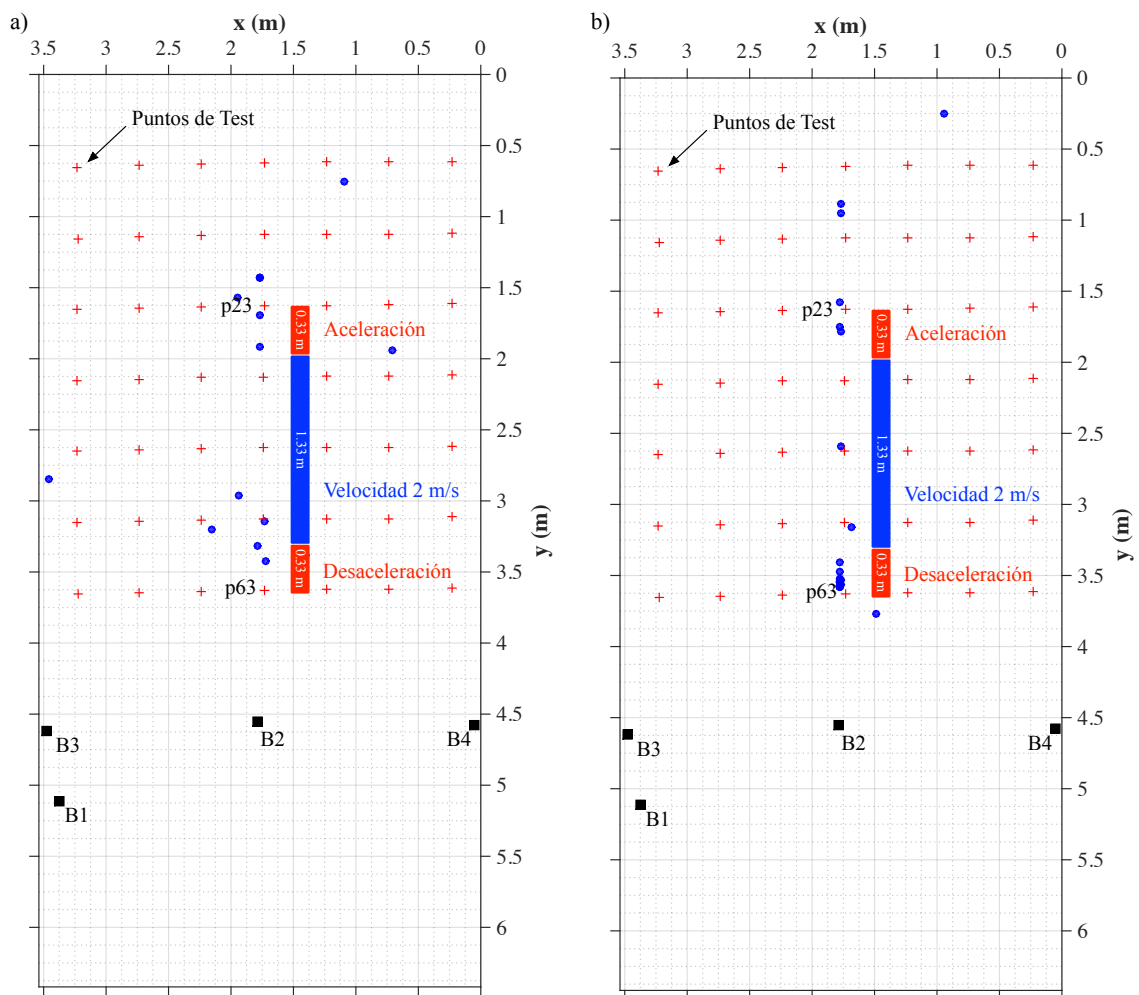 a)
x (m)
3.5 3 2.5 2 1.5 1 0.5 0
0
0.5
1
1.5
2
2.5
3
3.5
4
4.5
5
5.5
6
y (m)
Puntos de Test
p23
0.33 m
Aceleración
1.33 m
Velocidad 2 m/s
0.33 m
Desaceleración
p63
B3
B2
B4
B1
b)
x (m)
3.5 3 2.5 2 1.5 1 0.5 0
0
0.5
1
1.5
2
2.5
3
3.5
4
4.5
5
5.5
6
y (m)
Puntos de Test
p23
0.33 m
Aceleración
1.33 m
Velocidad 2 m/s
0.33 m
Desaceleración
p63
B3
B2
B4
B1